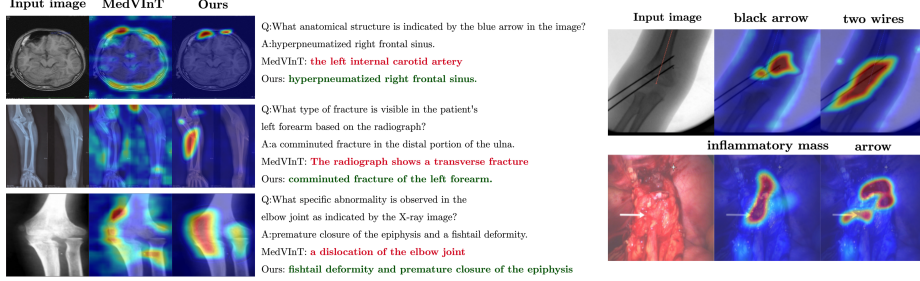 Input image MedVInT Ours
Q:What anatomical structure is indicated by the blue arrow in the image?
A:hyperpneumatized right frontal sinus.
MedVInT: the left internal carotid artery
Ours: hyperpneumatized right frontal sinus.
Q:What type of fracture is visible in the patient's
left forearm based on the radiograph?
A:a comminuted fracture in the distal portion of the ulna.
MedVInT: The radiograph shows a transverse fracture
Ours: comminuted fracture of the left forearm.
Q:What specific abnormality is observed in the
elbow joint as indicated by the X-ray image?
A:premature closure of the epiphysis and a fishtail deformity.
MedVInT: a dislocation of the elbow joint
Ours: fishtail deformity and premature closure of the epiphysis
Input image black arrow two wires
inflammatory mass arrow